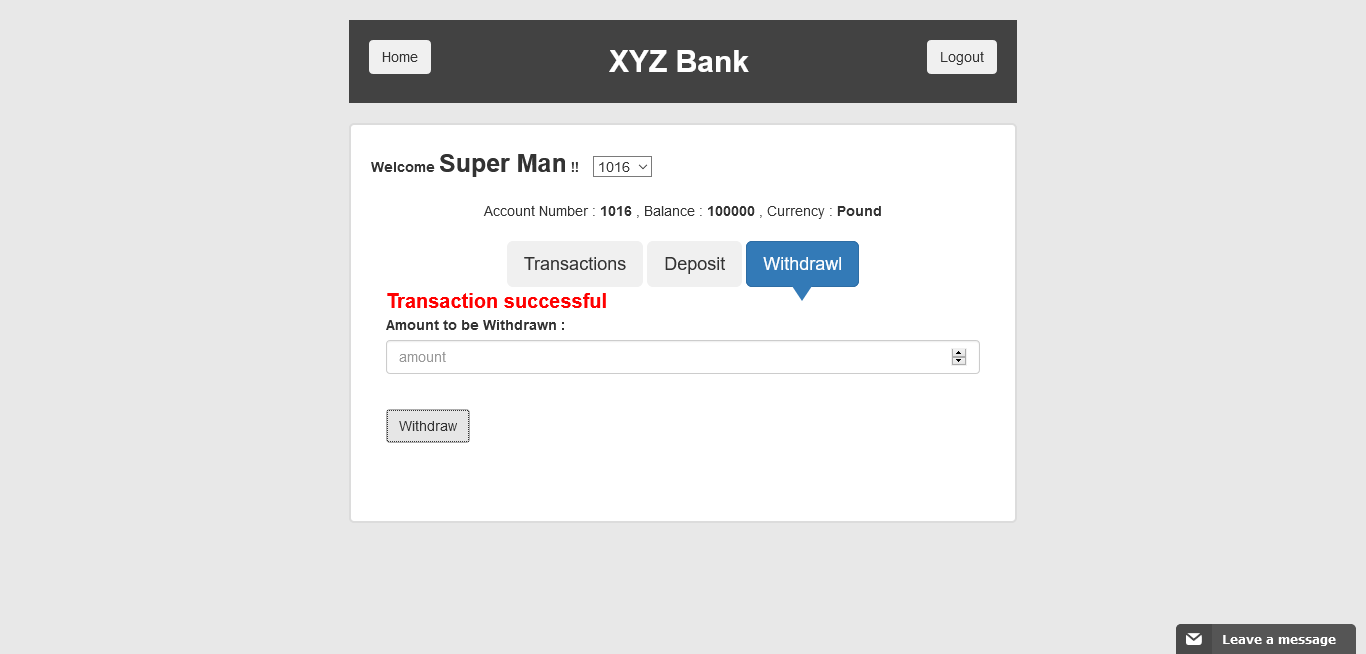 Home XYZ Bank Logout
Welcome Super Man !! 1016
Account Number : 1016 , Balance : 100000 , Currency : Pound
Transactions Deposit Withdrawl
Transaction successful
Amount to be Withdrawn :
amount
Withdraw
Leave a message